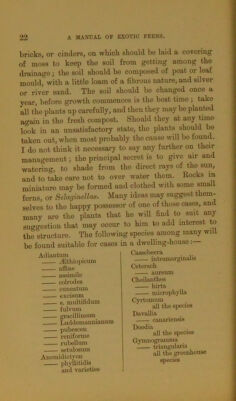 22 A MANUAL OF EXOTIC FERNS.
bricks, or cinders, on which should be laid a covering
of moss to keep the soil from getting among the
drainage; the soil should be composed of peat or leaf
mould, with a little loam of a fibrous nature, and silver
or river sand. The soil should be changed once a
year, before growth commences is the best time; take
all the plants up carefully, and then they may be planted
again in the fresh compost. Should they at any time
look in an unsatisfactory state, the plants should be
taken out, when most probably the cause will be found.
I do not think it necessary to say any further on their
management; the principal secret is to give air and
watering, to shade from the direct rays of the sun,
and to take care not to over water them. Rocks in
miniature may be formed and clothed with some small
ferns, or Selaginellas. Many ideas may suggest them-
selves to the happy possessor of one of these cases, and
many are the plants that he will find to suit any
suggestion that may occur to him to add interest to
the structure. The following species among many will
be found suitable for cases in a dwelling-house:—
Adiantum
—— Æthiopicum
—— affine
—— assimile
—— colrodes
—— cuneatum
—— excisum
—— e. multifidum
—— fulvum
—— gracillimum
—— Luddemannianum
—— pubescens
—— reniforme
—— rubellum
—— setulosum
Anemidictyon
—— phyllitidis
and varieties
Cassebeera
—— intramarginalis
Ceterach
—— aureum
Cheilanthes
—— hirta
—— microphylla
Cyrtomium
all the species
Davallia
—— canariensis
Doodia
all the species
Gymnogramma
—— triangularis
all the greenhouse
species